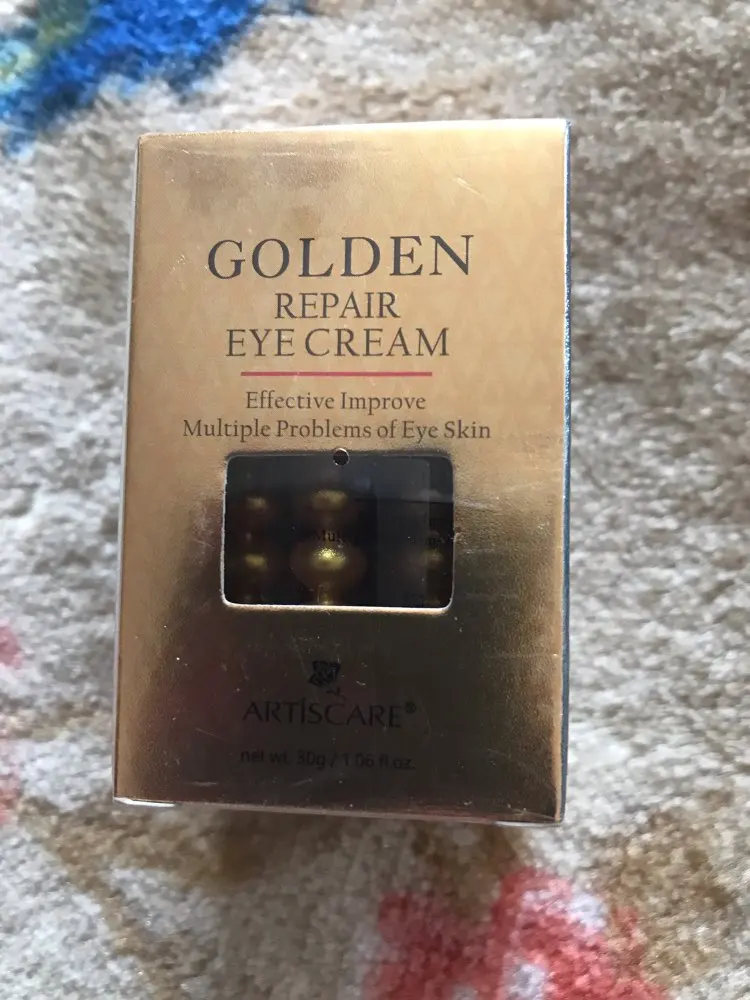 GOLDEN
REPAIR
EYE CREAM
Effective Improve
Multiple Problems of Eye Skin
ARTISCARE®
net wt. 30g / 1.06 fl.oz.